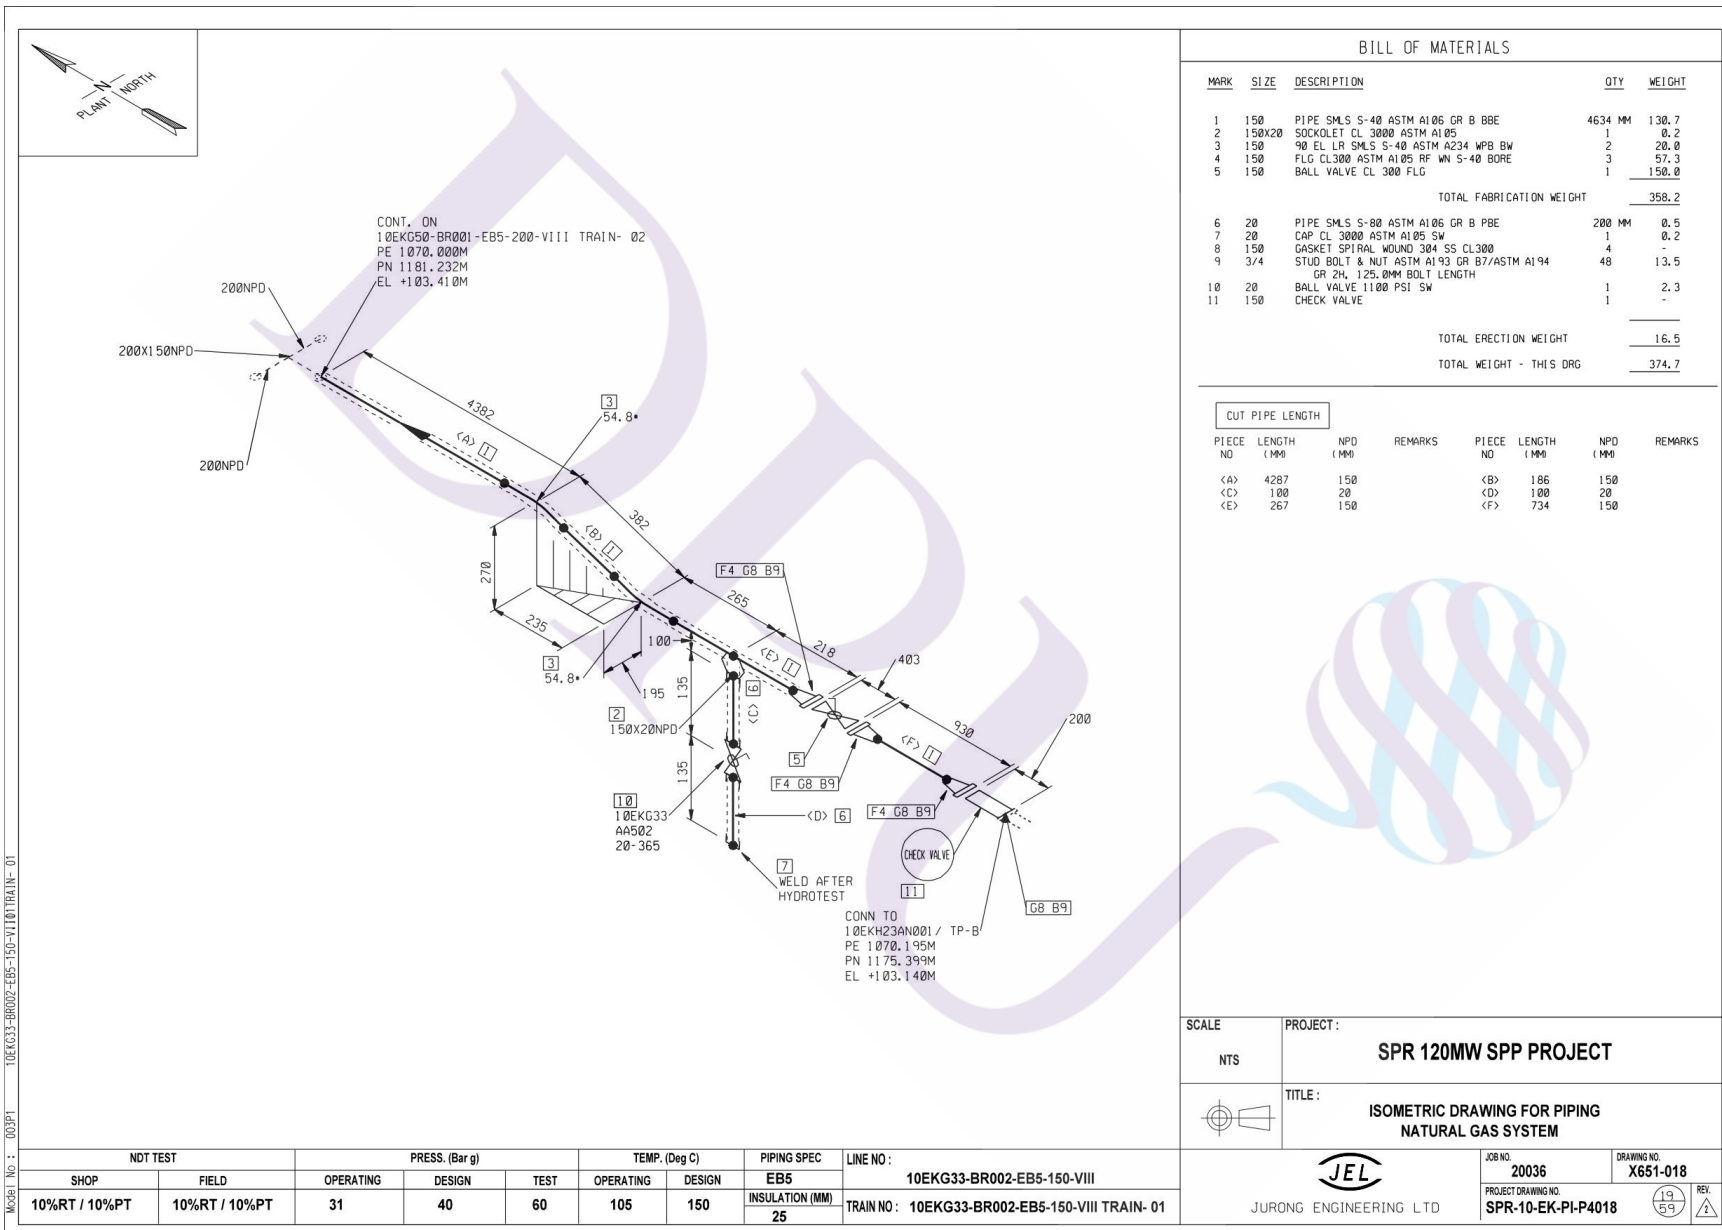 N
PLANT NORTH
CONT. ON
10EKG50-BR001-EB5-200-VIII TRAIN- 02
PE 1070.000M
PN 1181.232M
EL +103.410M
200NPD
200X150NPD
200NPD
4382
<A> 1
3
54.8°
382
<B> 1
270
235
3
54.8°
195
100
265
F4 G8 B9
218
403
<E> 1
135
6
<C>
2
150X20NPD
5
930
200
<F> 1
135
F4 G8 B9
F4 G8 B9
10
10EKG33
AA502
20-365
<D> 6
7
WELD AFTER
HYDROTEST
CHECK VALVE
11
G8 B9
CONN TO
10EKH23AN001/ TP-B
PE 1070.195M
PN 1175.399M
EL +103.140M
BILL OF MATERIALS
MARK SIZE DESCRIPTION QTY WEIGHT
1 150 PIPE SMLS S-40 ASTM A106 GR B BBE 4634 MM 130.7
2 150X20 SOCKOLET CL 3000 ASTM A105 1 0.2
3 150 90 EL LR SMLS S-40 ASTM A234 WPB BW 2 20.0
4 150 FLG CL300 ASTM A105 RF WN S-40 BORE 3 57.3
5 150 BALL VALVE CL 300 FLG 1 150.0
TOTAL FABRICATION WEIGHT 358.2
6 20 PIPE SMLS S-80 ASTM A106 GR B PBE 200 MM 0.5
7 20 CAP CL 3000 ASTM A105 SW 1 0.2
8 150 GASKET SPIRAL WOUND 304 SS CL300 4 -
9 3/4 STUD BOLT & NUT ASTM A193 GR B7/ASTM A194 48 13.5
GR 2H, 125.0MM BOLT LENGTH
10 20 BALL VALVE 1100 PSI SW 1 2.3
11 150 CHECK VALVE 1 -
TOTAL ERECTION WEIGHT 16.5
TOTAL WEIGHT - THIS DRG 374.7
CUT PIPE LENGTH
PIECE LENGTH NPD REMARKS PIECE LENGTH NPD REMARKS
NO (MM) (MM) NO (MM) (MM)
<A> 4287 150 <B> 186 150
<C> 100 20 <D> 100 20
<E> 267 150 <F> 734 150
SCALE
NTS
PROJECT :
SPR 120MW SPP PROJECT
TITLE :
ISOMETRIC DRAWING FOR PIPING
NATURAL GAS SYSTEM
JEL
JURONG ENGINEERING LTD
JOB NO.
20036
DRAWING NO.
X651-018
PROJECT DRAWING NO.
SPR-10-EK-PI-P4018
19
59
REV.
2
NDT TEST PRESS. (Bar g) TEMP. (Deg C) PIPING SPEC
SHOP FIELD OPERATING DESIGN TEST OPERATING DESIGN EB5
10%RT / 10%PT 10%RT / 10%PT 31 40 60 105 150
INSULATION (MM)
25
LINE NO :
10EKG33-BR002-EB5-150-VIII
TRAIN NO : 10EKG33-BR002-EB5-150-VIII TRAIN- 01
Model No : 003P1 10EKG33-BR002-EB5-150-VII01TRAIN- 01
DPU